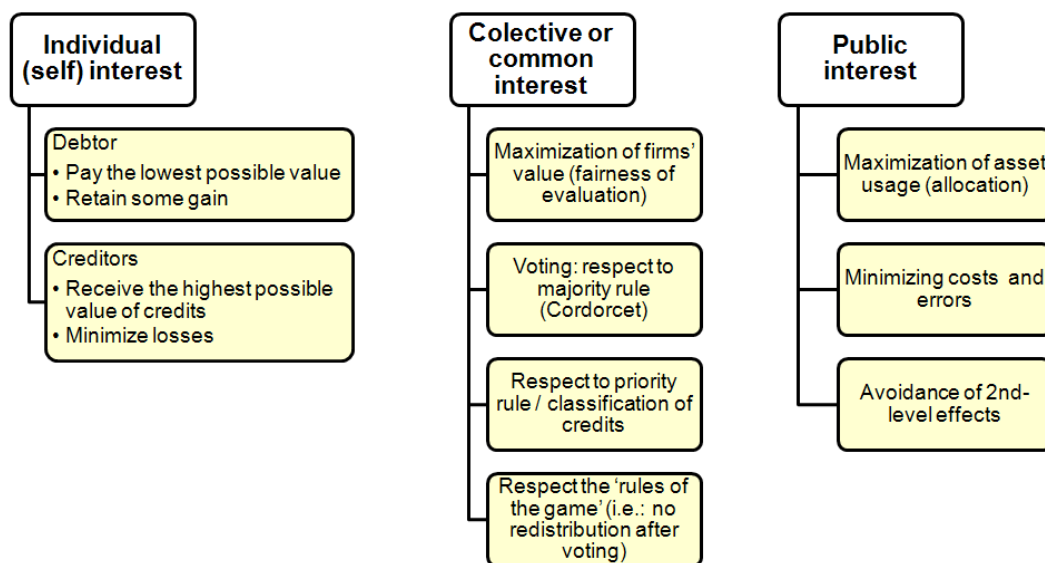 Individual
(self) interest
Debtor
• Pay the lowest possible value
• Retain some gain
Creditors
• Receive the highest possible
value of credits
• Minimize losses
Colective or
common
interest
Maximization of firms'
value (fairness of
evaluation)
Voting: respect to
majority rule
(Cordorcet)
Respect to priority
rule / classification of
credits
Respect the 'rules of
the game' (i.e.: no
redistribution after
voting)
Public
interest
Maximization of asset
usage (allocation)
Minimizing costs and
errors
Avoidance of 2nd-
level effects